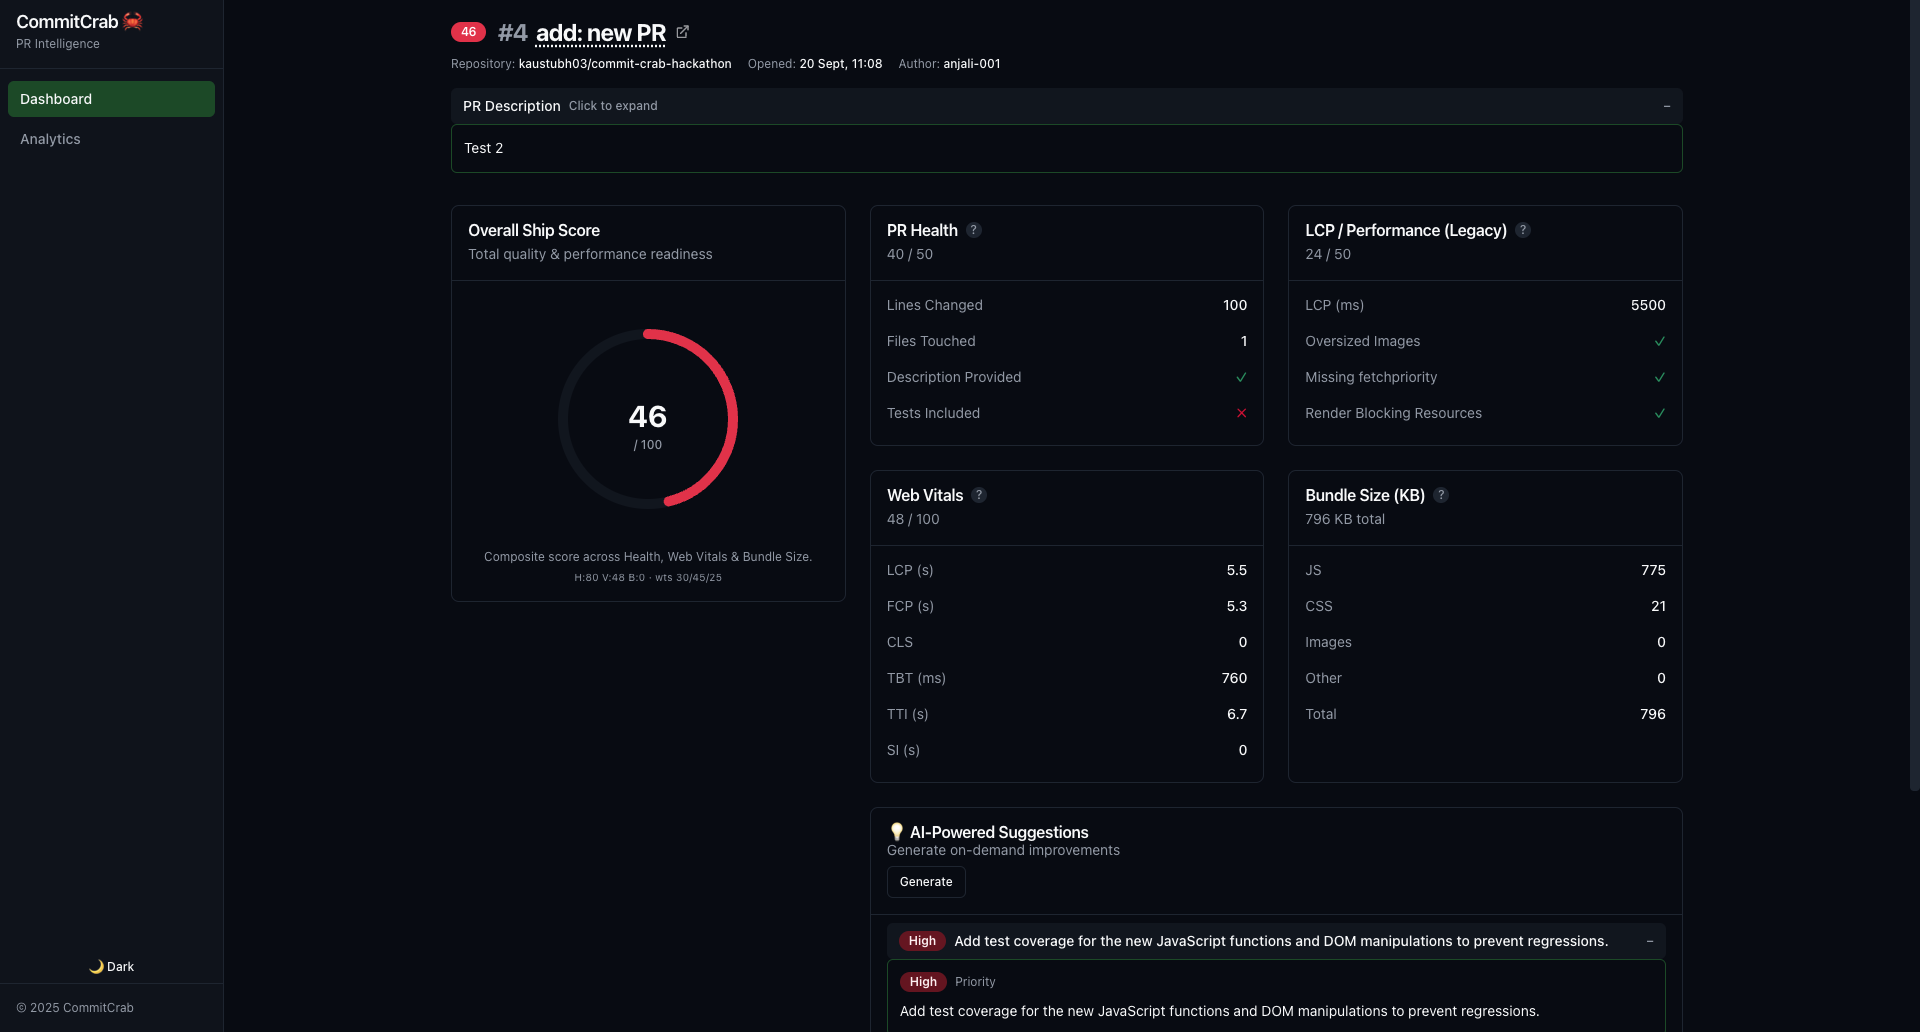 CommitCrab 🦀
PR Intelligence
Dashboard
Analytics
🌙 Dark
© 2025 CommitCrab
46 #4 add: new PR
Repository: kaustubh03/commit-crab-hackathon Opened: 20 Sept, 11:08 Author: anjali-001
PR Description Click to expand −
Test 2
Overall Ship Score
Total quality & performance readiness
46
/ 100
Composite score across Health, Web Vitals & Bundle Size.
H:80 V:48 B:0 · wts 30/45/25
PR Health ?
40 / 50
Lines Changed 100
Files Touched 1
Description Provided ✓
Tests Included ✕
LCP / Performance (Legacy) ?
24 / 50
LCP (ms) 5500
Oversized Images ✓
Missing fetchpriority ✓
Render Blocking Resources ✓
Web Vitals ?
48 / 100
LCP (s) 5.5
FCP (s) 5.3
CLS 0
TBT (ms) 760
TTI (s) 6.7
SI (s) 0
Bundle Size (KB) ?
796 KB total
JS 775
CSS 21
Images 0
Other 0
Total 796
💡 AI-Powered Suggestions
Generate on-demand improvements
Generate
High Add test coverage for the new JavaScript functions and DOM manipulations to prevent regressions. −
High Priority
Add test coverage for the new JavaScript functions and DOM manipulations to prevent regressions.